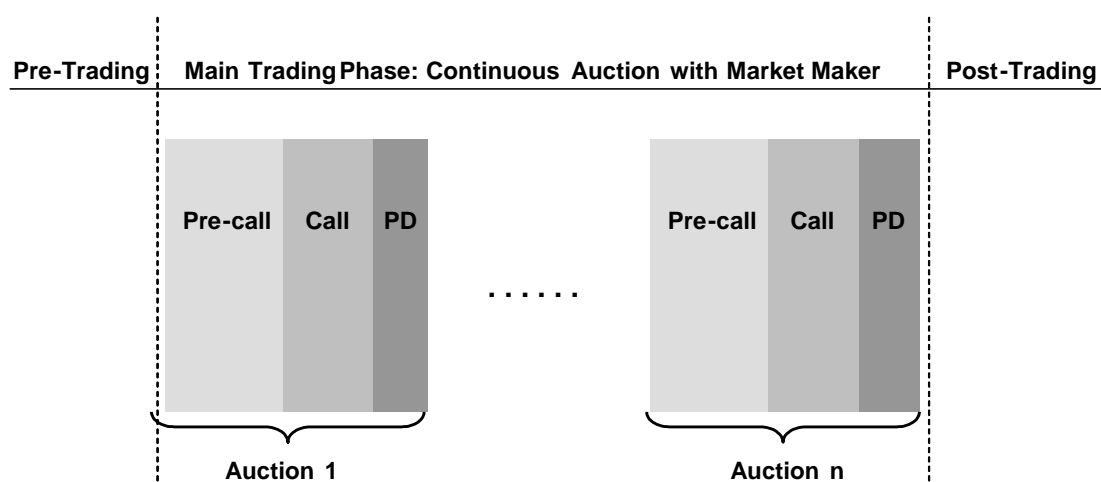 Pre-Trading Main Trading Phase: Continuous Auction with Market Maker Post-Trading
Pre-call Call PD Pre-call Call PD
......
Auction 1 Auction n